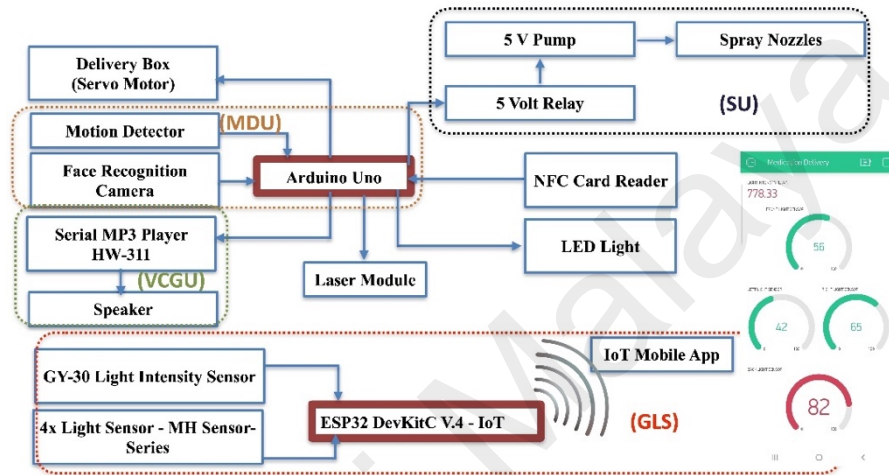 Delivery Box
(Servo Motor)
5 V Pump
Spray Nozzles
5 Volt Relay
(SU)
Motion Detector
(MDU)
Face Recognition
Camera
Arduino Uno
NFC Card Reader
Serial MP3 Player
HW-311
(VCGU)
Speaker
Laser Module
LED Light
Medication Delivery
778.33
56
42
65
82
GY-30 Light Intensity Sensor
4x Light Sensor - MH Sensor-
Series
ESP32 DevKitC V.4 - IoT
IoT Mobile App
(GLS)
Malaya